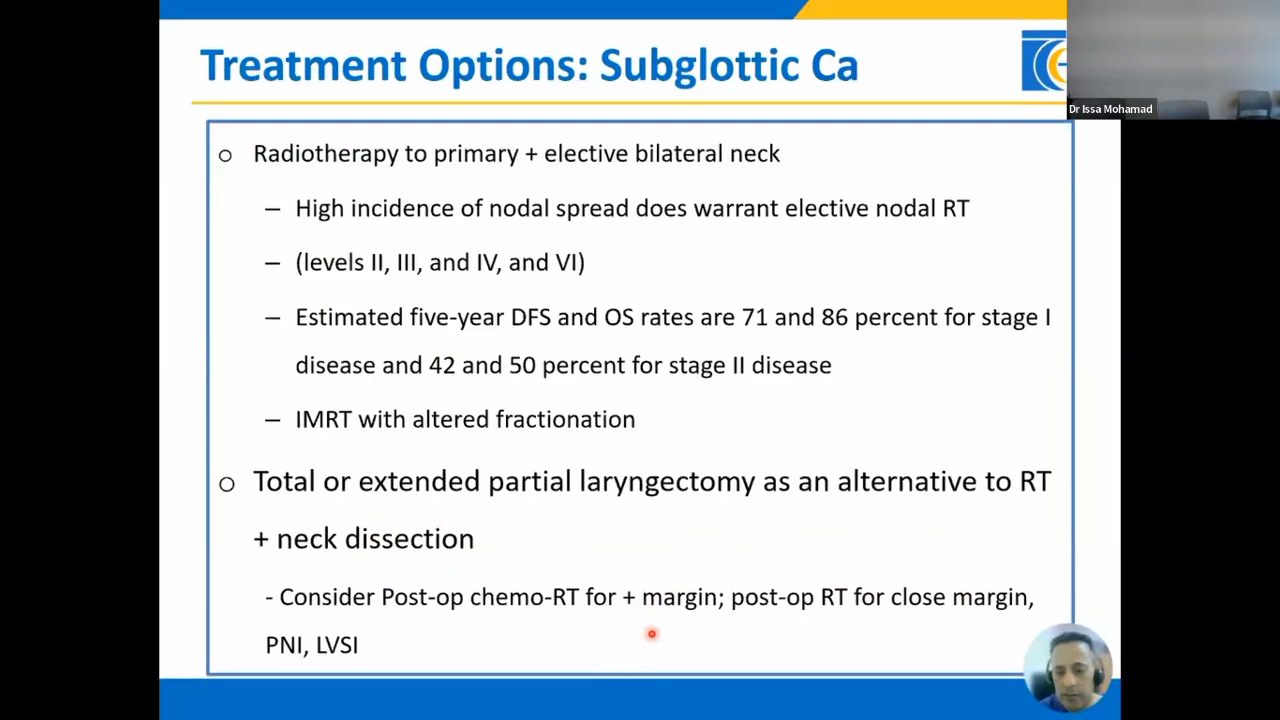 Treatment Options: Subglottic Ca
Dr Issa Mohamad
o Radiotherapy to primary + elective bilateral neck
– High incidence of nodal spread does warrant elective nodal RT
– (levels II, III, and IV, and VI)
– Estimated five-year DFS and OS rates are 71 and 86 percent for stage I
disease and 42 and 50 percent for stage II disease
– IMRT with altered fractionation
o Total or extended partial laryngectomy as an alternative to RT
+ neck dissection
- Consider Post-op chemo-RT for + margin; post-op RT for close margin,
PNI, LVSI